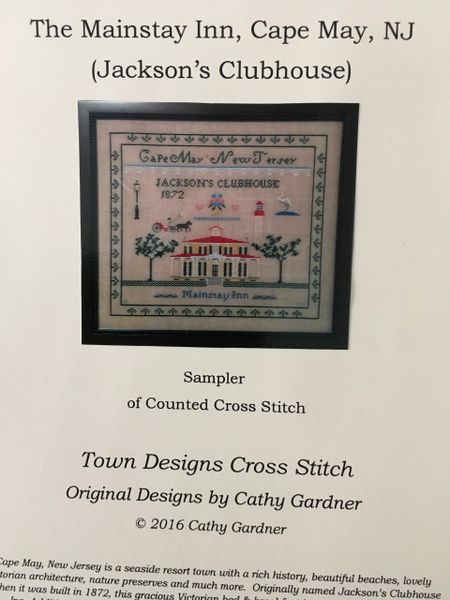 The Mainstay Inn, Cape May, NJ
(Jackson's Clubhouse)
Cape May New Jersey
JACKSON'S CLUBHOUSE
1872
Mainstay Inn
Sampler
of Counted Cross Stitch
Town Designs Cross Stitch
Original Designs by Cathy Gardner
© 2016 Cathy Gardner
Cape May, New Jersey is a seaside resort town with a rich history, beautiful beaches, lovely
torian architecture, nature preserves and much more. Originally named Jackson's Clubhouse
hen it was built in 1872, this gracious Victorian bed &